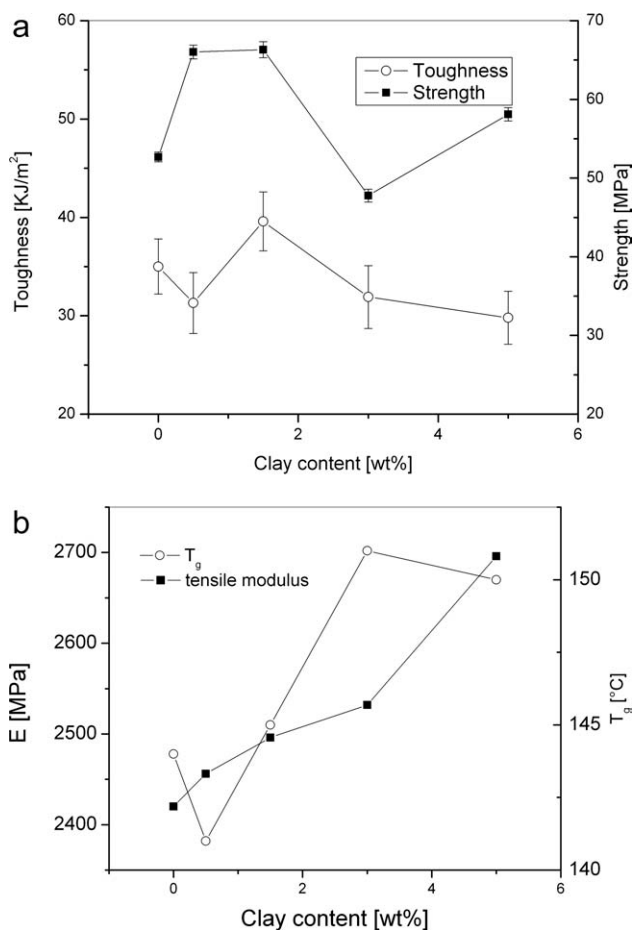 a
60
50
40
30
20
Toughness [KJ/m²]
70
60
50
40
30
20
Strength [MPa]
Toughness
Strength
0
2
4
6
Clay content [wt%]
b
2700
2600
2500
2400
E [MPa]
150
145
140
Tg [°C]
Tg
tensile modulus
0
2
4
6
Clay content [wt%]